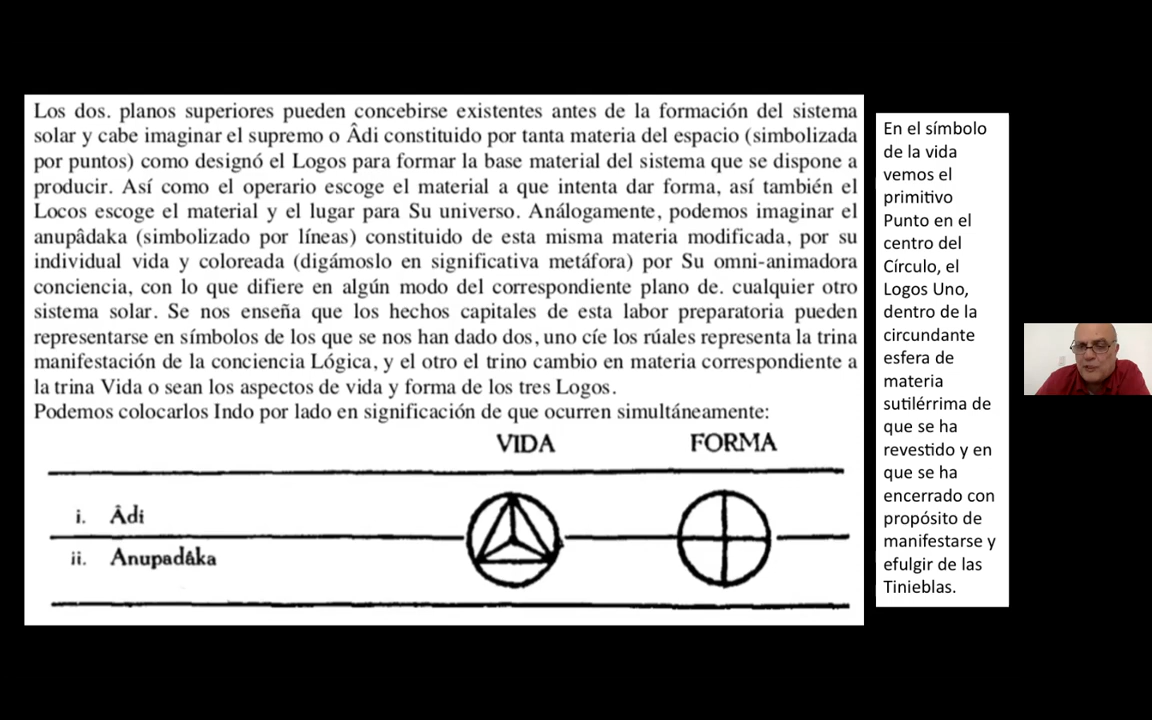 Los dos. planos superiores pueden concebirse existentes antes de la formación del sistema
solar y cabe imaginar el supremo o Âdi constituido por tanta materia del espacio (simbolizada
por puntos) como designó el Logos para formar la base material del sistema que se dispone a
producir. Así como el operario escoge el material a que intenta dar forma, así también el
Locos escoge el material y el lugar para Su universo. Análogamente, podemos imaginar el
anupâdaka (simbolizado por líneas) constituido de esta misma materia modificada, por su
individual vida y coloreada (digámoslo en significativa metáfora) por Su omni-animadora
conciencia, con lo que difiere en algún modo del correspondiente plano de. cualquier otro
sistema solar. Se nos enseña que los hechos capitales de esta labor preparatoria pueden
representarse en símbolos de los que se nos han dado dos, uno cíe los rúales representa la trina
manifestación de la conciencia Lógica, y el otro el trino cambio en materia correspondiente a
la trina Vida o sean los aspectos de vida y forma de los tres Logos.
Podemos colocarlos Indo por lado en significación de que ocurren simultáneamente:
VIDA FORMA
i. Âdi
ii. Anupadâka
En el símbolo
de la vida
vemos el
primitivo
Punto en el
centro del
Círculo, el
Logos Uno,
dentro de la
circundante
esfera de
materia
sutilérrima de
que se ha
revestido y en
que se ha
encerrado con
propósito de
manifestarse y
efulgir de las
Tinieblas.